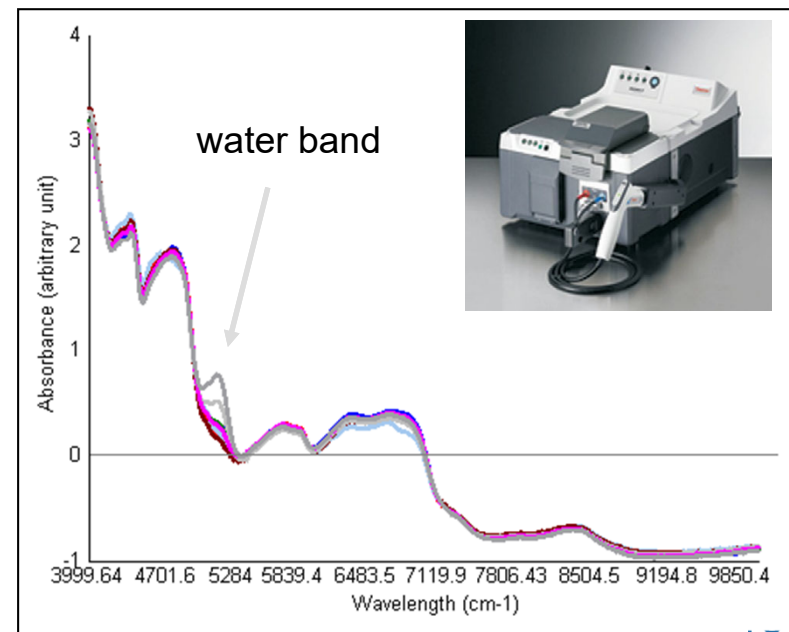 4
3
2
1
0
-1
water band
Absorbance (arbitrary unit)
3999.64 4701.6 5284 5839.4 6483.5 7119.9 7806.43 8504.5 9194.8 9850.4
Wavelength (cm-1)